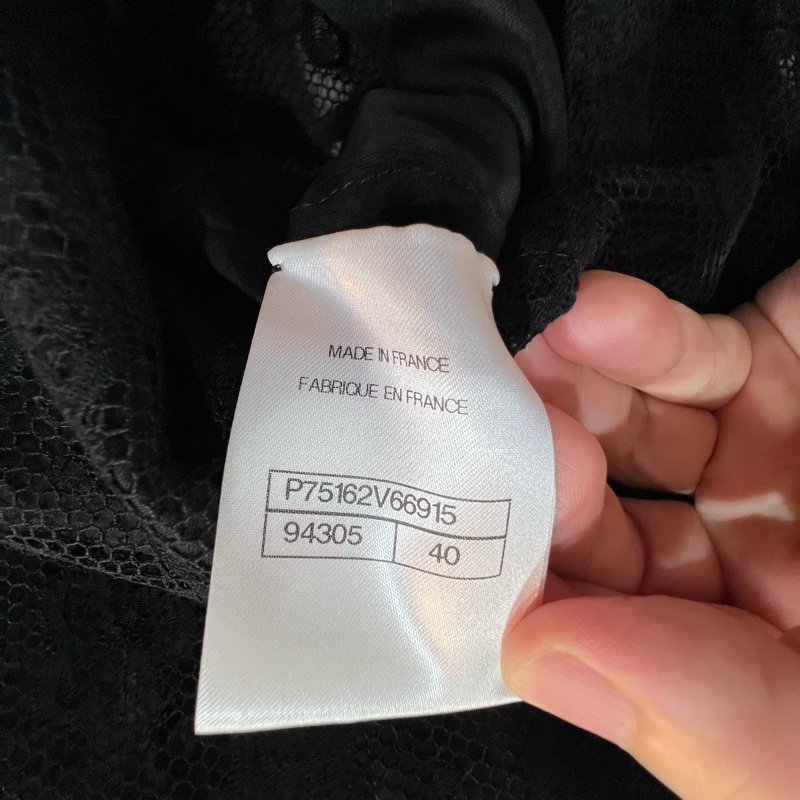 MADE IN FRANCE
FABRIQUE EN FRANCE
P75162V66915
94305 40